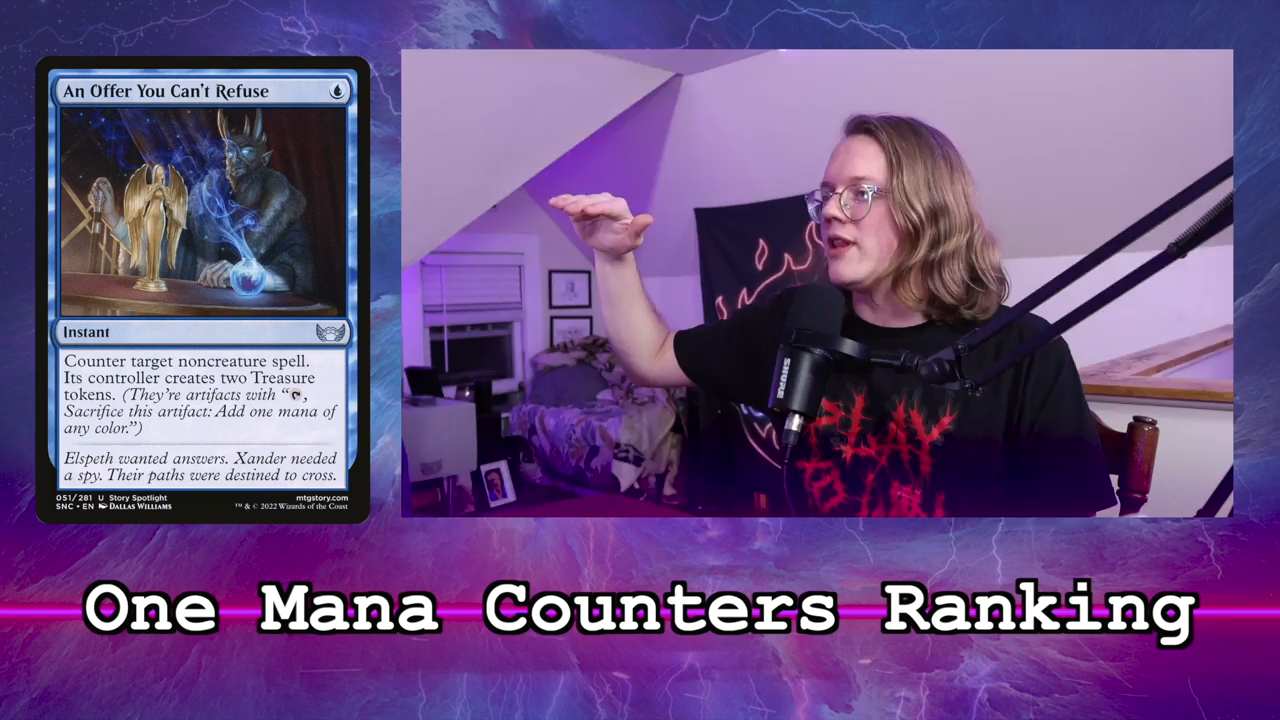 An Offer You Can't Refuse
Instant
Counter target noncreature spell.
Its controller creates two Treasure
tokens. (They're artifacts with “
,
Sacrifice this artifact: Add one mana of
any color.”)
Elspeth wanted answers. Xander needed
a spy. Their paths were destined to cross.
051/281 U Story Spotlight
SNC • EN DALLAS WILLIAMS
mtgstory.com
™ & © 2022 Wizards of the Coast
SHURE
One Mana Counters Ranking